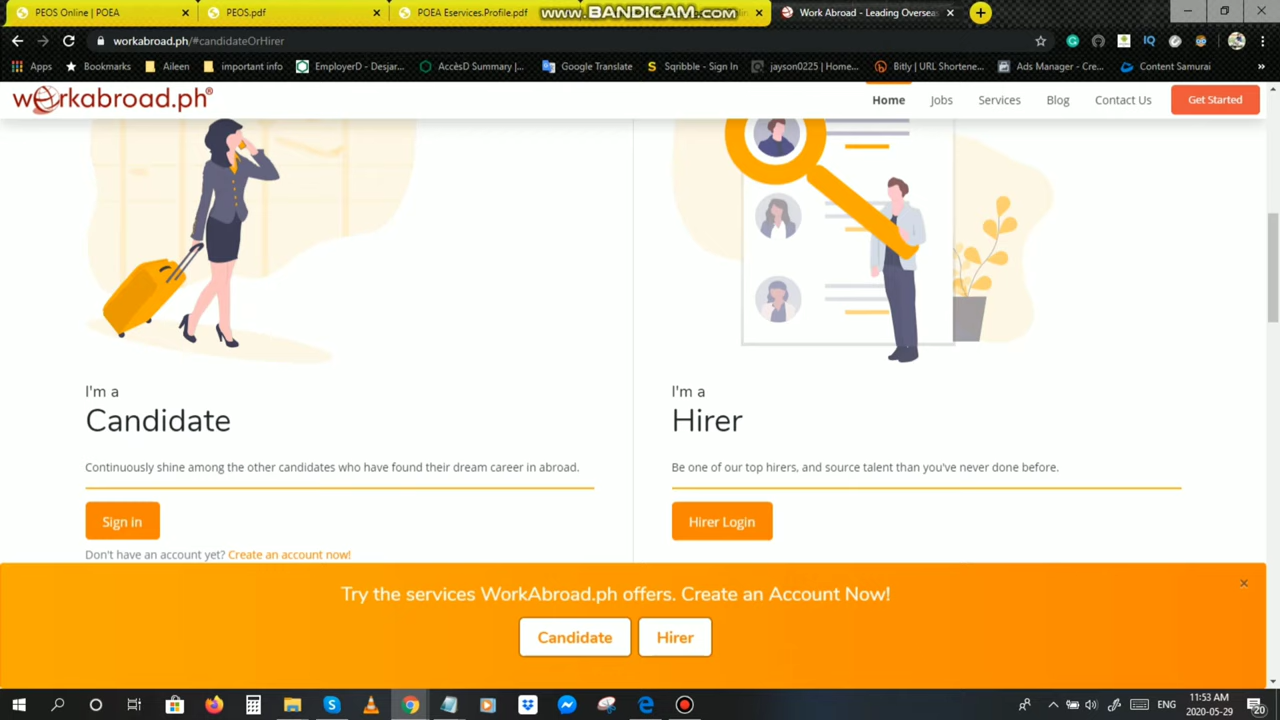 PEOS Online | POEA
PEOS.pdf
POEA Eservices.Profile.pdf
www.BANDICAM.com
Work Abroad - Leading Oversea
workabroad.ph/#candidateOrHirer
Apps
Bookmarks
Aileen
important info
EmployerD - Desjar...
AccèsD Summary |...
Google Translate
Sqribble - Sign In
jayson0225 | Home...
Bitly | URL Shortene...
Ads Manager - Cre...
Content Samurai
workabroad.ph®
Home
Jobs
Services
Blog
Contact Us
Get Started
I'm a
Candidate
Continuously shine among the other candidates who have found their dream career in abroad.
Sign in
Don't have an account yet? Create an account now!
I'm a
Hirer
Be one of our top hirers, and source talent than you've never done before.
Hirer Login
Try the services WorkAbroad.ph offers. Create an Account Now!
Candidate
Hirer
ENG
11:53 AM
2020-05-29
20